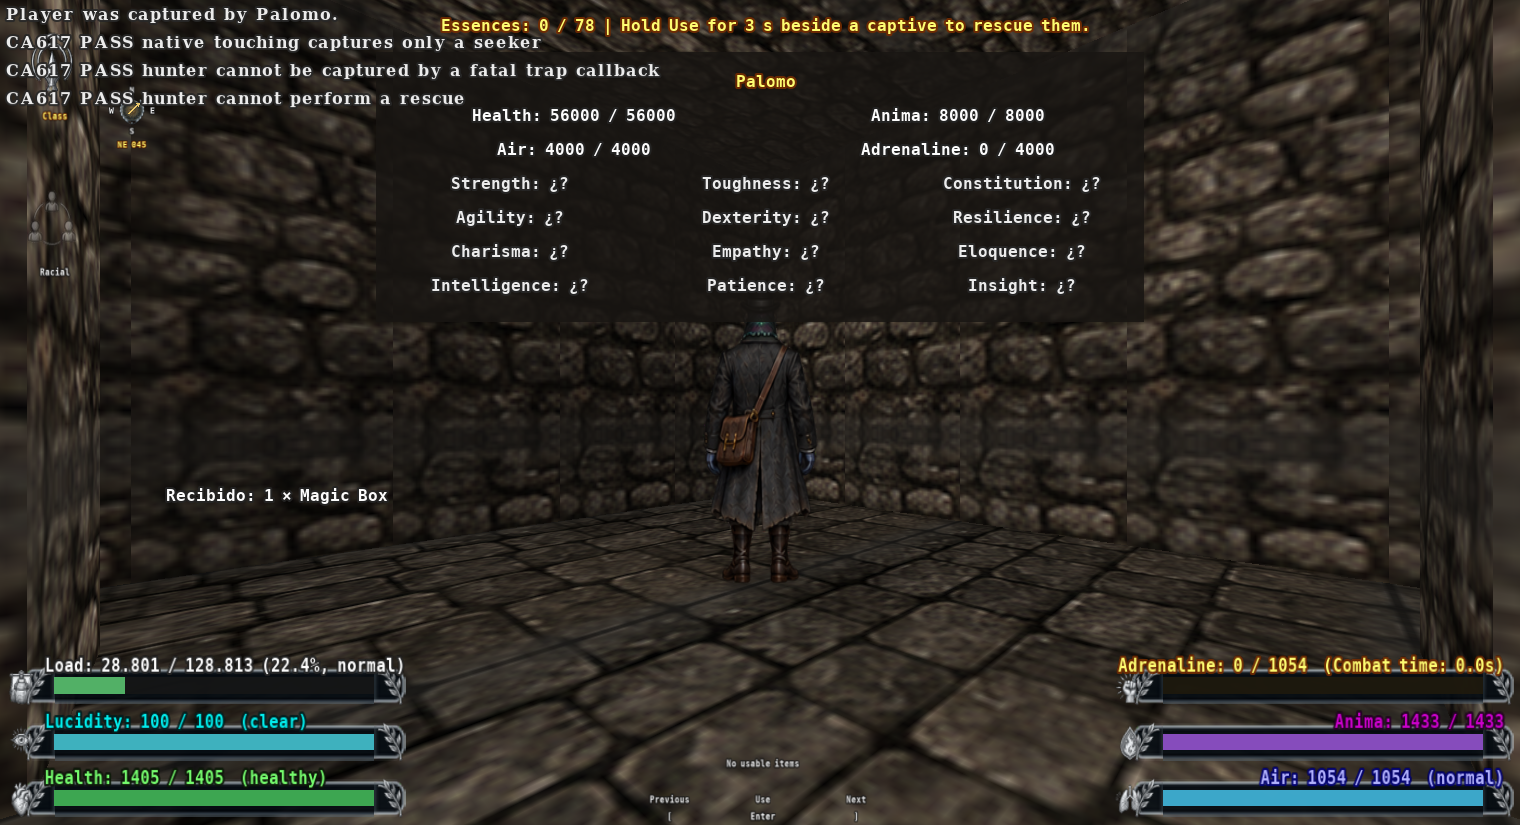 Player was captured by Palomo.
Essences: 0 / 78 | Hold Use for 3 s beside a captive to rescue them.
CA617 PASS native touching captures only a seeker
CA617 PASS hunter cannot be captured by a fatal trap callback
CA617 PASS hunter cannot perform a rescue
Class
N
W E
S
NE 045
Racial
Palomo
Health: 56000 / 56000 Anima: 8000 / 8000
Air: 4000 / 4000 Adrenaline: 0 / 4000
Strength: ¿? Toughness: ¿? Constitution: ¿?
Agility: ¿? Dexterity: ¿? Resilience: ¿?
Charisma: ¿? Empathy: ¿? Eloquence: ¿?
Intelligence: ¿? Patience: ¿? Insight: ¿?
Recibido: 1 × Magic Box
Load: 28.801 / 128.813 (22.4%, normal)
Lucidity: 100 / 100 (clear)
Health: 1405 / 1405 (healthy)
Adrenaline: 0 / 1054 (Combat time: 0.0s)
Anima: 1433 / 1433
Air: 1054 / 1054 (normal)
No usable items
Previous Use Next
[ Enter ]